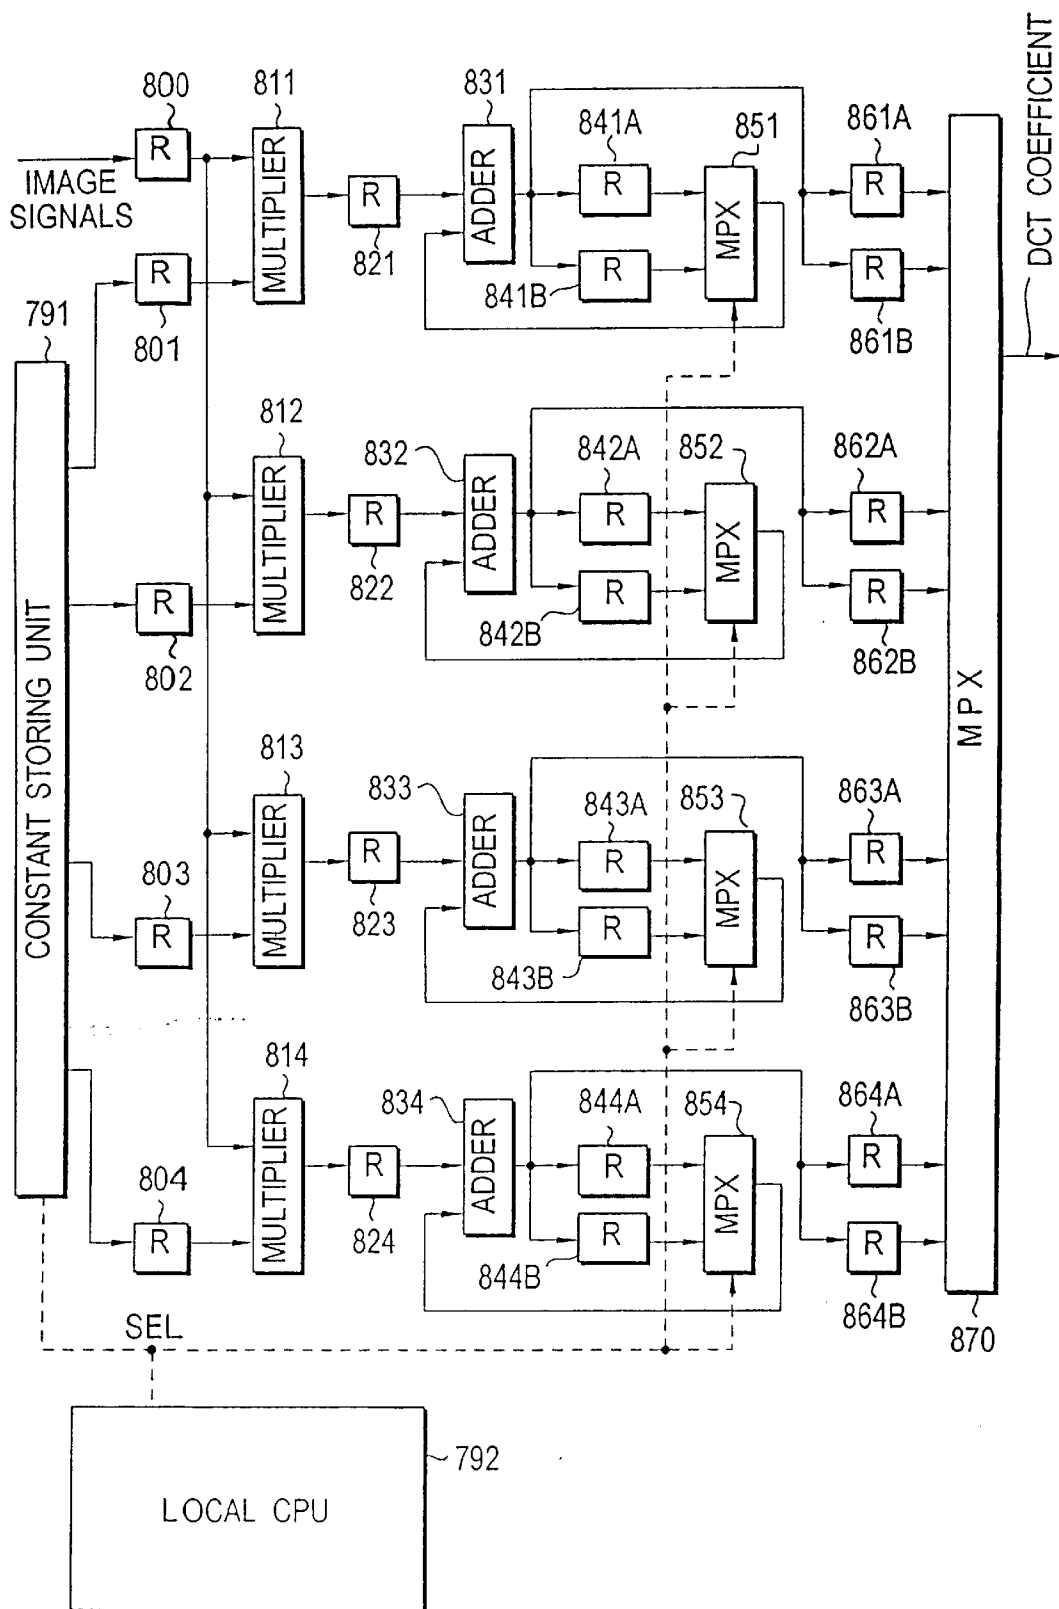 800
811
831
841A
851
861A
DCT COEFFICIENT
R
IMAGE
SIGNALS
MULTIPLIER
R
821
ADDER
R
MPX
R
R
801
R
841B
R
861B
791
CONSTANT STORING UNIT
812
832
842A
852
862A
MULTIPLIER
R
822
ADDER
R
MPX
R
R
802
R
842B
R
862B
MPX
813
833
843A
853
863A
MULTIPLIER
R
823
ADDER
R
MPX
R
803
R
R
843B
R
863B
814
834
844A
854
864A
MULTIPLIER
R
824
ADDER
R
MPX
R
804
R
R
844B
R
864B
870
SEL
792
LOCAL CPU